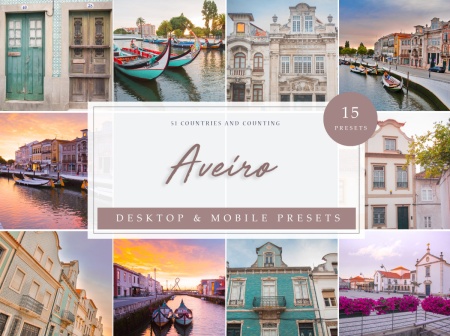 51 COUNTRIES AND COUNTING
15
PRESETS
Aveiro
DESKTOP & MOBILE PRESETS